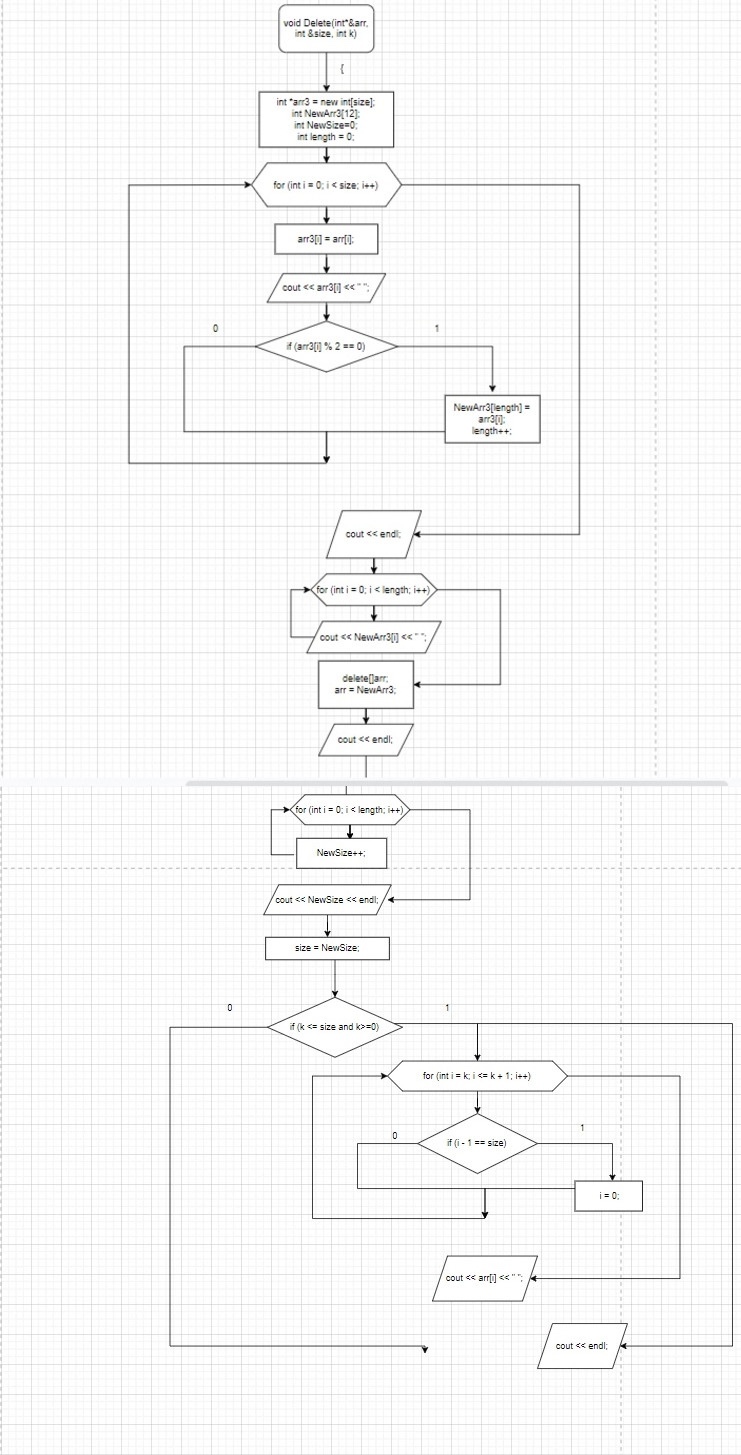 void Delete(int*&arr,
int &size, int k)
{
int *arr3 = new int[size];
int NewArr3[12];
int NewSize=0;
int length = 0;
for (int i = 0; i < size; i++)
arr3[i] = arr[i];
cout << arr3[i] << " ";
0
1
if (arr3[i] % 2 == 0)
NewArr3[length] =
arr3[i];
length++;
cout << endl;
for (int i = 0; i < length; i++)
cout << NewArr3[i] << " ";
delete[]arr;
arr = NewArr3;
cout << endl;
for (int i = 0; i < length; i++)
NewSize++;
cout << NewSize << endl;
size = NewSize;
0
1
if (k <= size and k>=0)
for (int i = k; i <= k + 1; i++)
0
1
if (i - 1 == size)
i = 0;
cout << arr[i] << " ";
cout << endl;